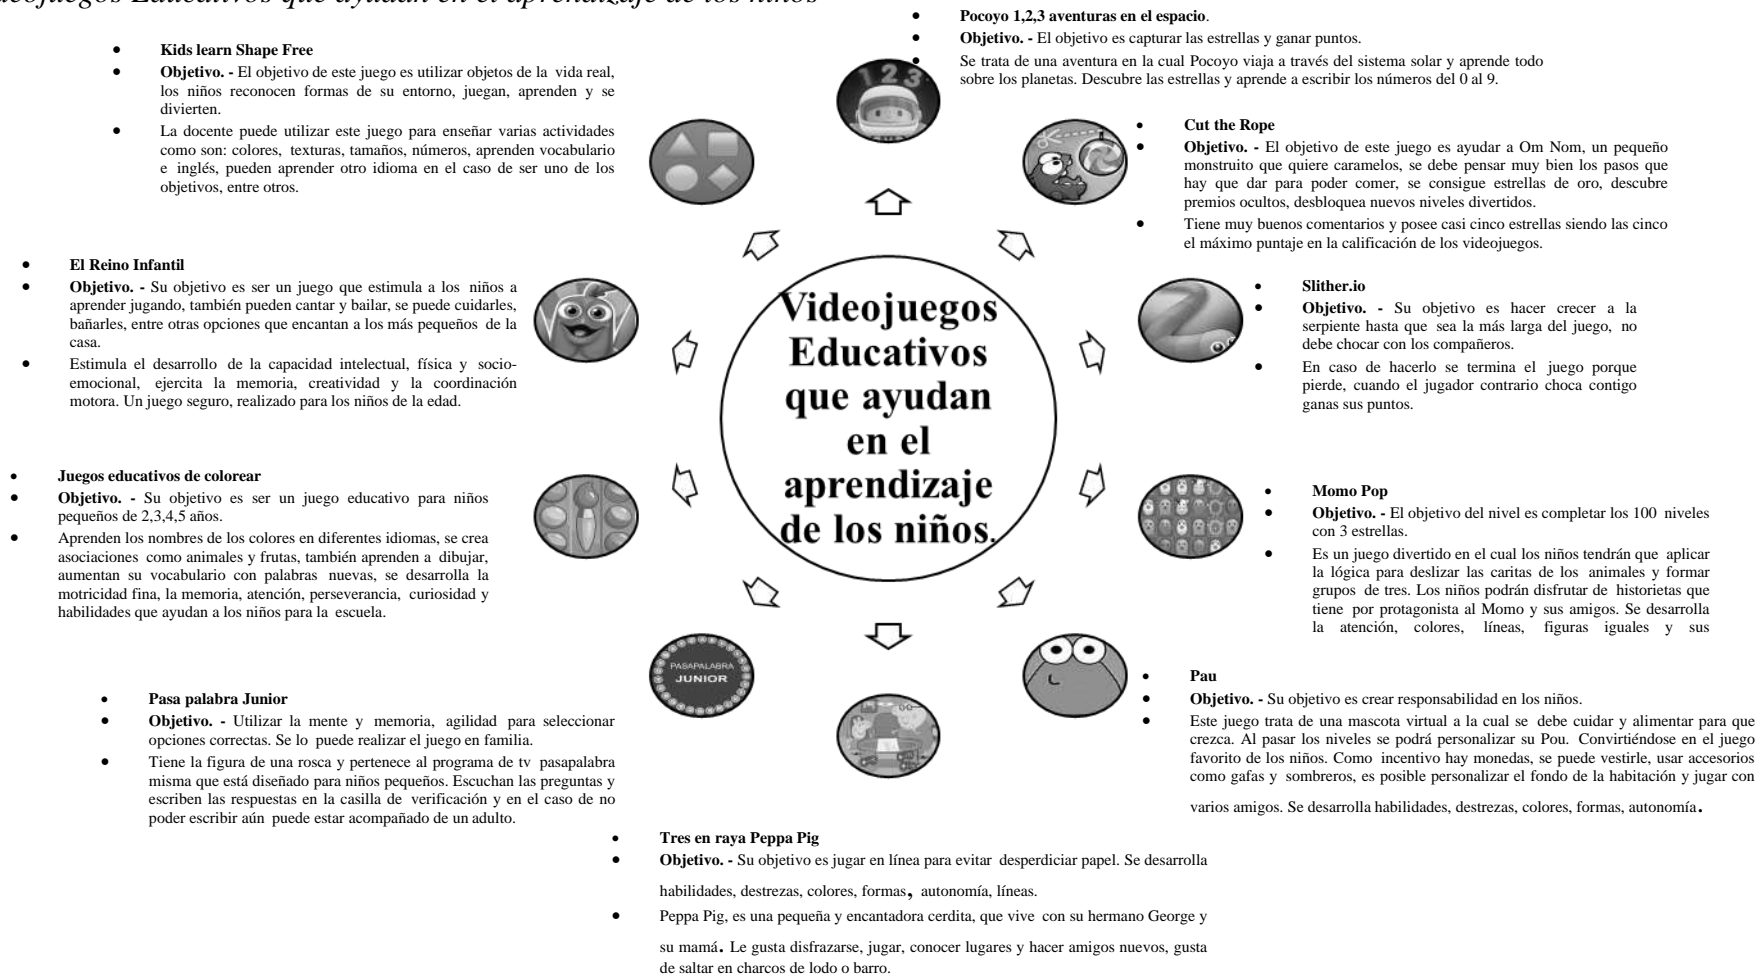 Videojuegos Educativos que ayudan en el aprendizaje de los niños
• Pocoyo 1,2,3 aventuras en el espacio.
• Objetivo. - El objetivo es capturar las estrellas y ganar puntos.
• Se trata de una aventura en la cual Pocoyo viaja a través del sistema solar y aprende todo
sobre los planetas. Descubre las estrellas y aprende a escribir los números del 0 al 9.
• Kids learn Shape Free
• Objetivo. - El objetivo de este juego es utilizar objetos de la vida real,
los niños reconocen formas de su entorno, juegan, aprenden y se
divierten.
• La docente puede utilizar este juego para enseñar varias actividades
como son: colores, texturas, tamaños, números, aprenden vocabulario
e inglés, pueden aprender otro idioma en el caso de ser uno de los
objetivos, entre otros.
123
• Cut the Rope
• Objetivo. - El objetivo de este juego es ayudar a Om Nom, un pequeño
monstruito que quiere caramelos, se debe pensar muy bien los pasos que
hay que dar para poder comer, se consigue estrellas de oro, descubre
premios ocultos, desbloquea nuevos niveles divertidos.
• Tiene muy buenos comentarios y posee casi cinco estrellas siendo las cinco
el máximo puntaje en la calificación de los videojuegos.
• El Reino Infantil
• Objetivo. - Su objetivo es ser un juego que estimula a los niños a
aprender jugando, también pueden cantar y bailar, se puede cuidarles,
bañarles, entre otras opciones que encantan a los más pequeños de la
casa.
• Estimula el desarrollo de la capacidad intelectual, física y socio-
emocional, ejercita la memoria, creatividad y la coordinación
motora. Un juego seguro, realizado para los niños de la edad.
Videojuegos
Educativos
que ayudan
en el
aprendizaje
de los niños.
• Slither.io
• Objetivo. - Su objetivo es hacer crecer a la
serpiente hasta que sea la más larga del juego, no
debe chocar con los compañeros.
• En caso de hacerlo se termina el juego porque
pierde, cuando el jugador contrario choca contigo
ganas sus puntos.
• Juegos educativos de colorear
• Objetivo. - Su objetivo es ser un juego educativo para niños
pequeños de 2,3,4,5 años.
• Aprenden los nombres de los colores en diferentes idiomas, se crea
asociaciones como animales y frutas, también aprenden a dibujar,
aumentan su vocabulario con palabras nuevas, se desarrolla la
motricidad fina, la memoria, atención, perseverancia, curiosidad y
habilidades que ayudan a los niños para la escuela.
• Momo Pop
• Objetivo. - El objetivo del nivel es completar los 100 niveles
con 3 estrellas.
• Es un juego divertido en el cual los niños tendrán que aplicar
la lógica para deslizar las caritas de los animales y formar
grupos de tres. Los niños podrán disfrutar de historietas que
tiene por protagonista al Momo y sus amigos. Se desarrolla
la atención, colores, líneas, figuras iguales y sus
PASAPALABRA
JUNIOR
• Pasa palabra Junior
• Objetivo. - Utilizar la mente y memoria, agilidad para seleccionar
opciones correctas. Se lo puede realizar el juego en familia.
• Tiene la figura de una rosca y pertenece al programa de tv pasapalabra
misma que está diseñado para niños pequeños. Escuchan las preguntas y
escriben las respuestas en la casilla de verificación y en el caso de no
poder escribir aún puede estar acompañado de un adulto.
• Pau
• Objetivo. - Su objetivo es crear responsabilidad en los niños.
• Este juego trata de una mascota virtual a la cual se debe cuidar y alimentar para que
crezca. Al pasar los niveles se podrá personalizar su Pou. Convirtiéndose en el juego
favorito de los niños. Como incentivo hay monedas, se puede vestirle, usar accesorios
como gafas y sombreros, es posible personalizar el fondo de la habitación y jugar con
varios amigos. Se desarrolla habilidades, destrezas, colores, formas, autonomía.
• Tres en raya Peppa Pig
• Objetivo. - Su objetivo es jugar en línea para evitar desperdiciar papel. Se desarrolla
habilidades, destrezas, colores, formas, autonomía, líneas.
• Peppa Pig, es una pequeña y encantadora cerdita, que vive con su hermano George y
su mamá. Le gusta disfrazarse, jugar, conocer lugares y hacer amigos nuevos, gusta
de saltar en charcos de lodo o barro.